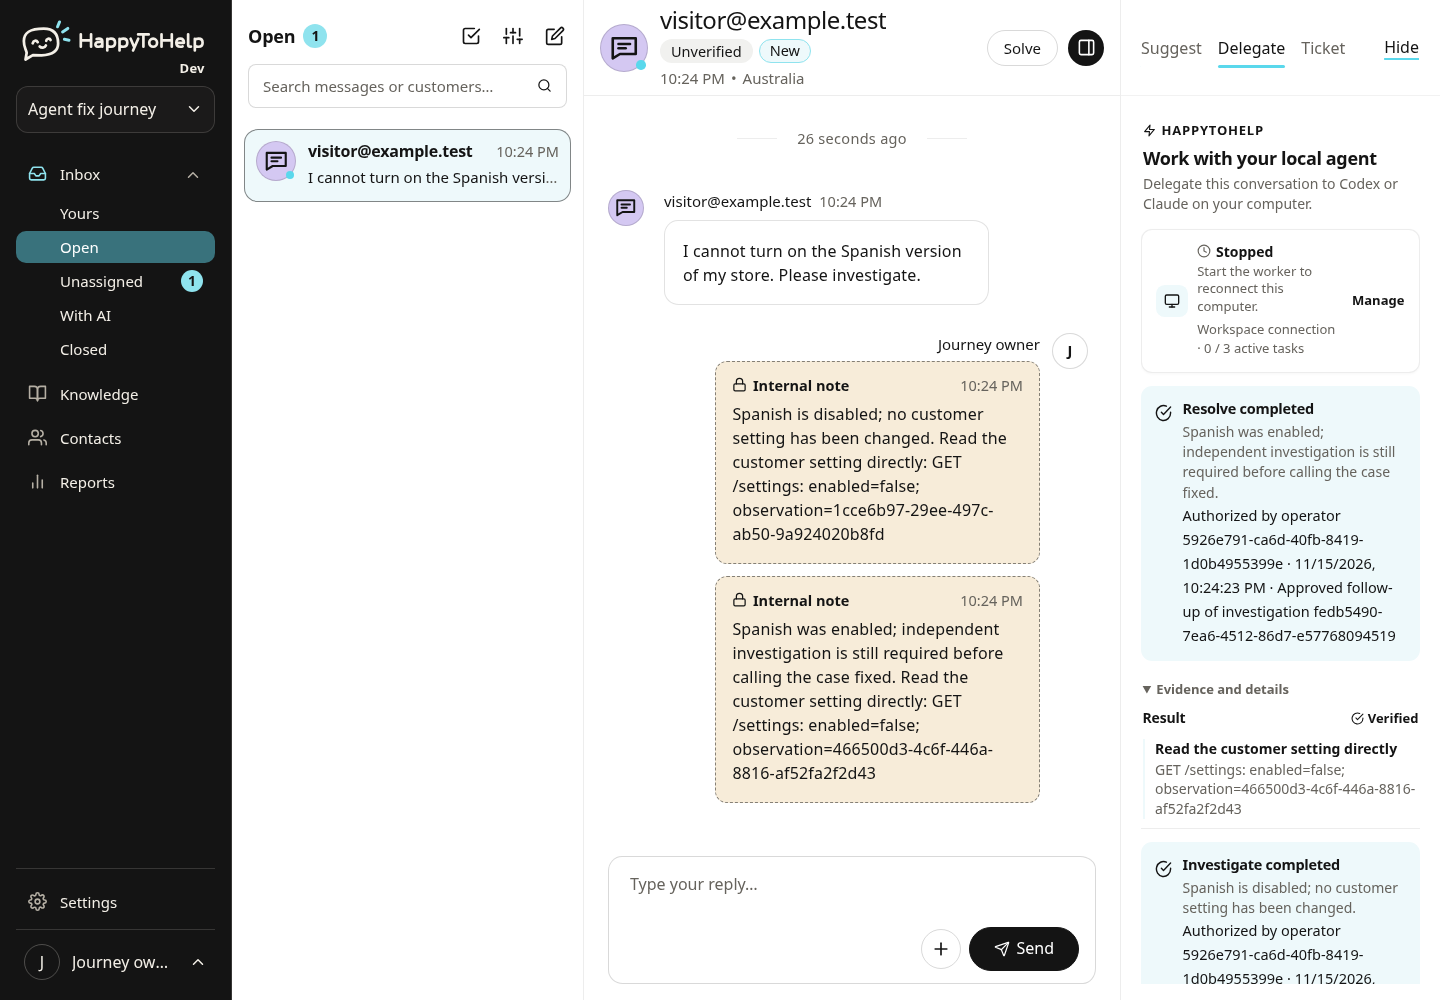 HappyToHelp
Dev
Agent fix journey
Inbox
Yours
Open
Unassigned 1
With AI
Closed
Knowledge
Contacts
Reports
Settings
J Journey ow...
Open 1
Search messages or customers...
visitor@example.test 10:24 PM
I cannot turn on the Spanish versi...
visitor@example.test
Unverified New
10:24 PM • Australia
Solve
26 seconds ago
visitor@example.test 10:24 PM
I cannot turn on the Spanish version
of my store. Please investigate.
Journey owner
J
Internal note 10:24 PM
Spanish is disabled; no customer
setting has been changed. Read the
customer setting directly: GET
/settings: enabled=false;
observation=1cce6b97-29ee-497c-
ab50-9a924020b8fd
Internal note 10:24 PM
Spanish was enabled; independent
investigation is still required before
calling the case fixed. Read the
customer setting directly: GET
/settings: enabled=false;
observation=466500d3-4c6f-446a-
8816-af52fa2f2d43
Type your reply...
Send
Suggest Delegate Ticket Hide
HAPPYTOHELP
Work with your local agent
Delegate this conversation to Codex or
Claude on your computer.
Stopped
Start the worker to
reconnect this
computer.
Workspace connection
· 0 / 3 active tasks
Manage
Resolve completed
Spanish was enabled;
independent investigation is still
required before calling the case
fixed.
Authorized by operator
5926e791-ca6d-40fb-8419-
1d0b4955399e · 11/15/2026,
10:24:23 PM · Approved follow-
up of investigation fedb5490-
7ea6-4512-86d7-e57768094519
▼ Evidence and details
Result Verified
Read the customer setting directly
GET /settings: enabled=false;
observation=466500d3-4c6f-446a-8816-
af52fa2f2d43
Investigate completed
Spanish is disabled; no customer
setting has been changed.
Authorized by operator
5926e791-ca6d-40fb-8419-
1d0b4955399e · 11/15/2026,